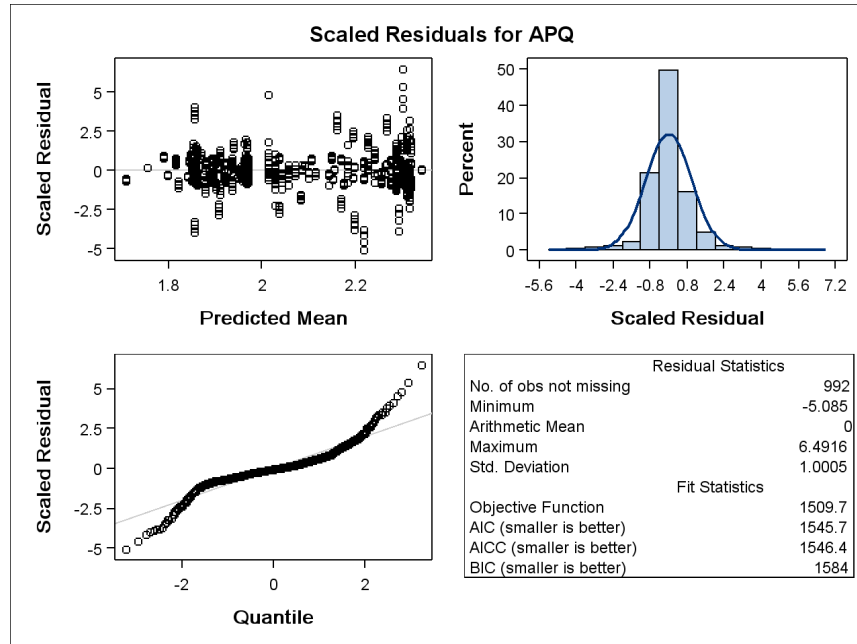 Scaled Residuals for APQ
Scaled Residual
5
2.5
0
-2.5
-5
1.8 2 2.2
Predicted Mean
Percent
50
40
30
20
10
0
-5.6 -4 -2.4 -0.8 0.8 2.4 4 5.6 7.2
Scaled Residual
Scaled Residual
5
2.5
0
-2.5
-5
-2 0 2
Quantile
Residual Statistics
No. of obs not missing 992
Minimum -5.085
Arithmetic Mean 0
Maximum 6.4916
Std. Deviation 1.0005
Fit Statistics
Objective Function 1509.7
AIC (smaller is better) 1545.7
AICC (smaller is better) 1546.4
BIC (smaller is better) 1584